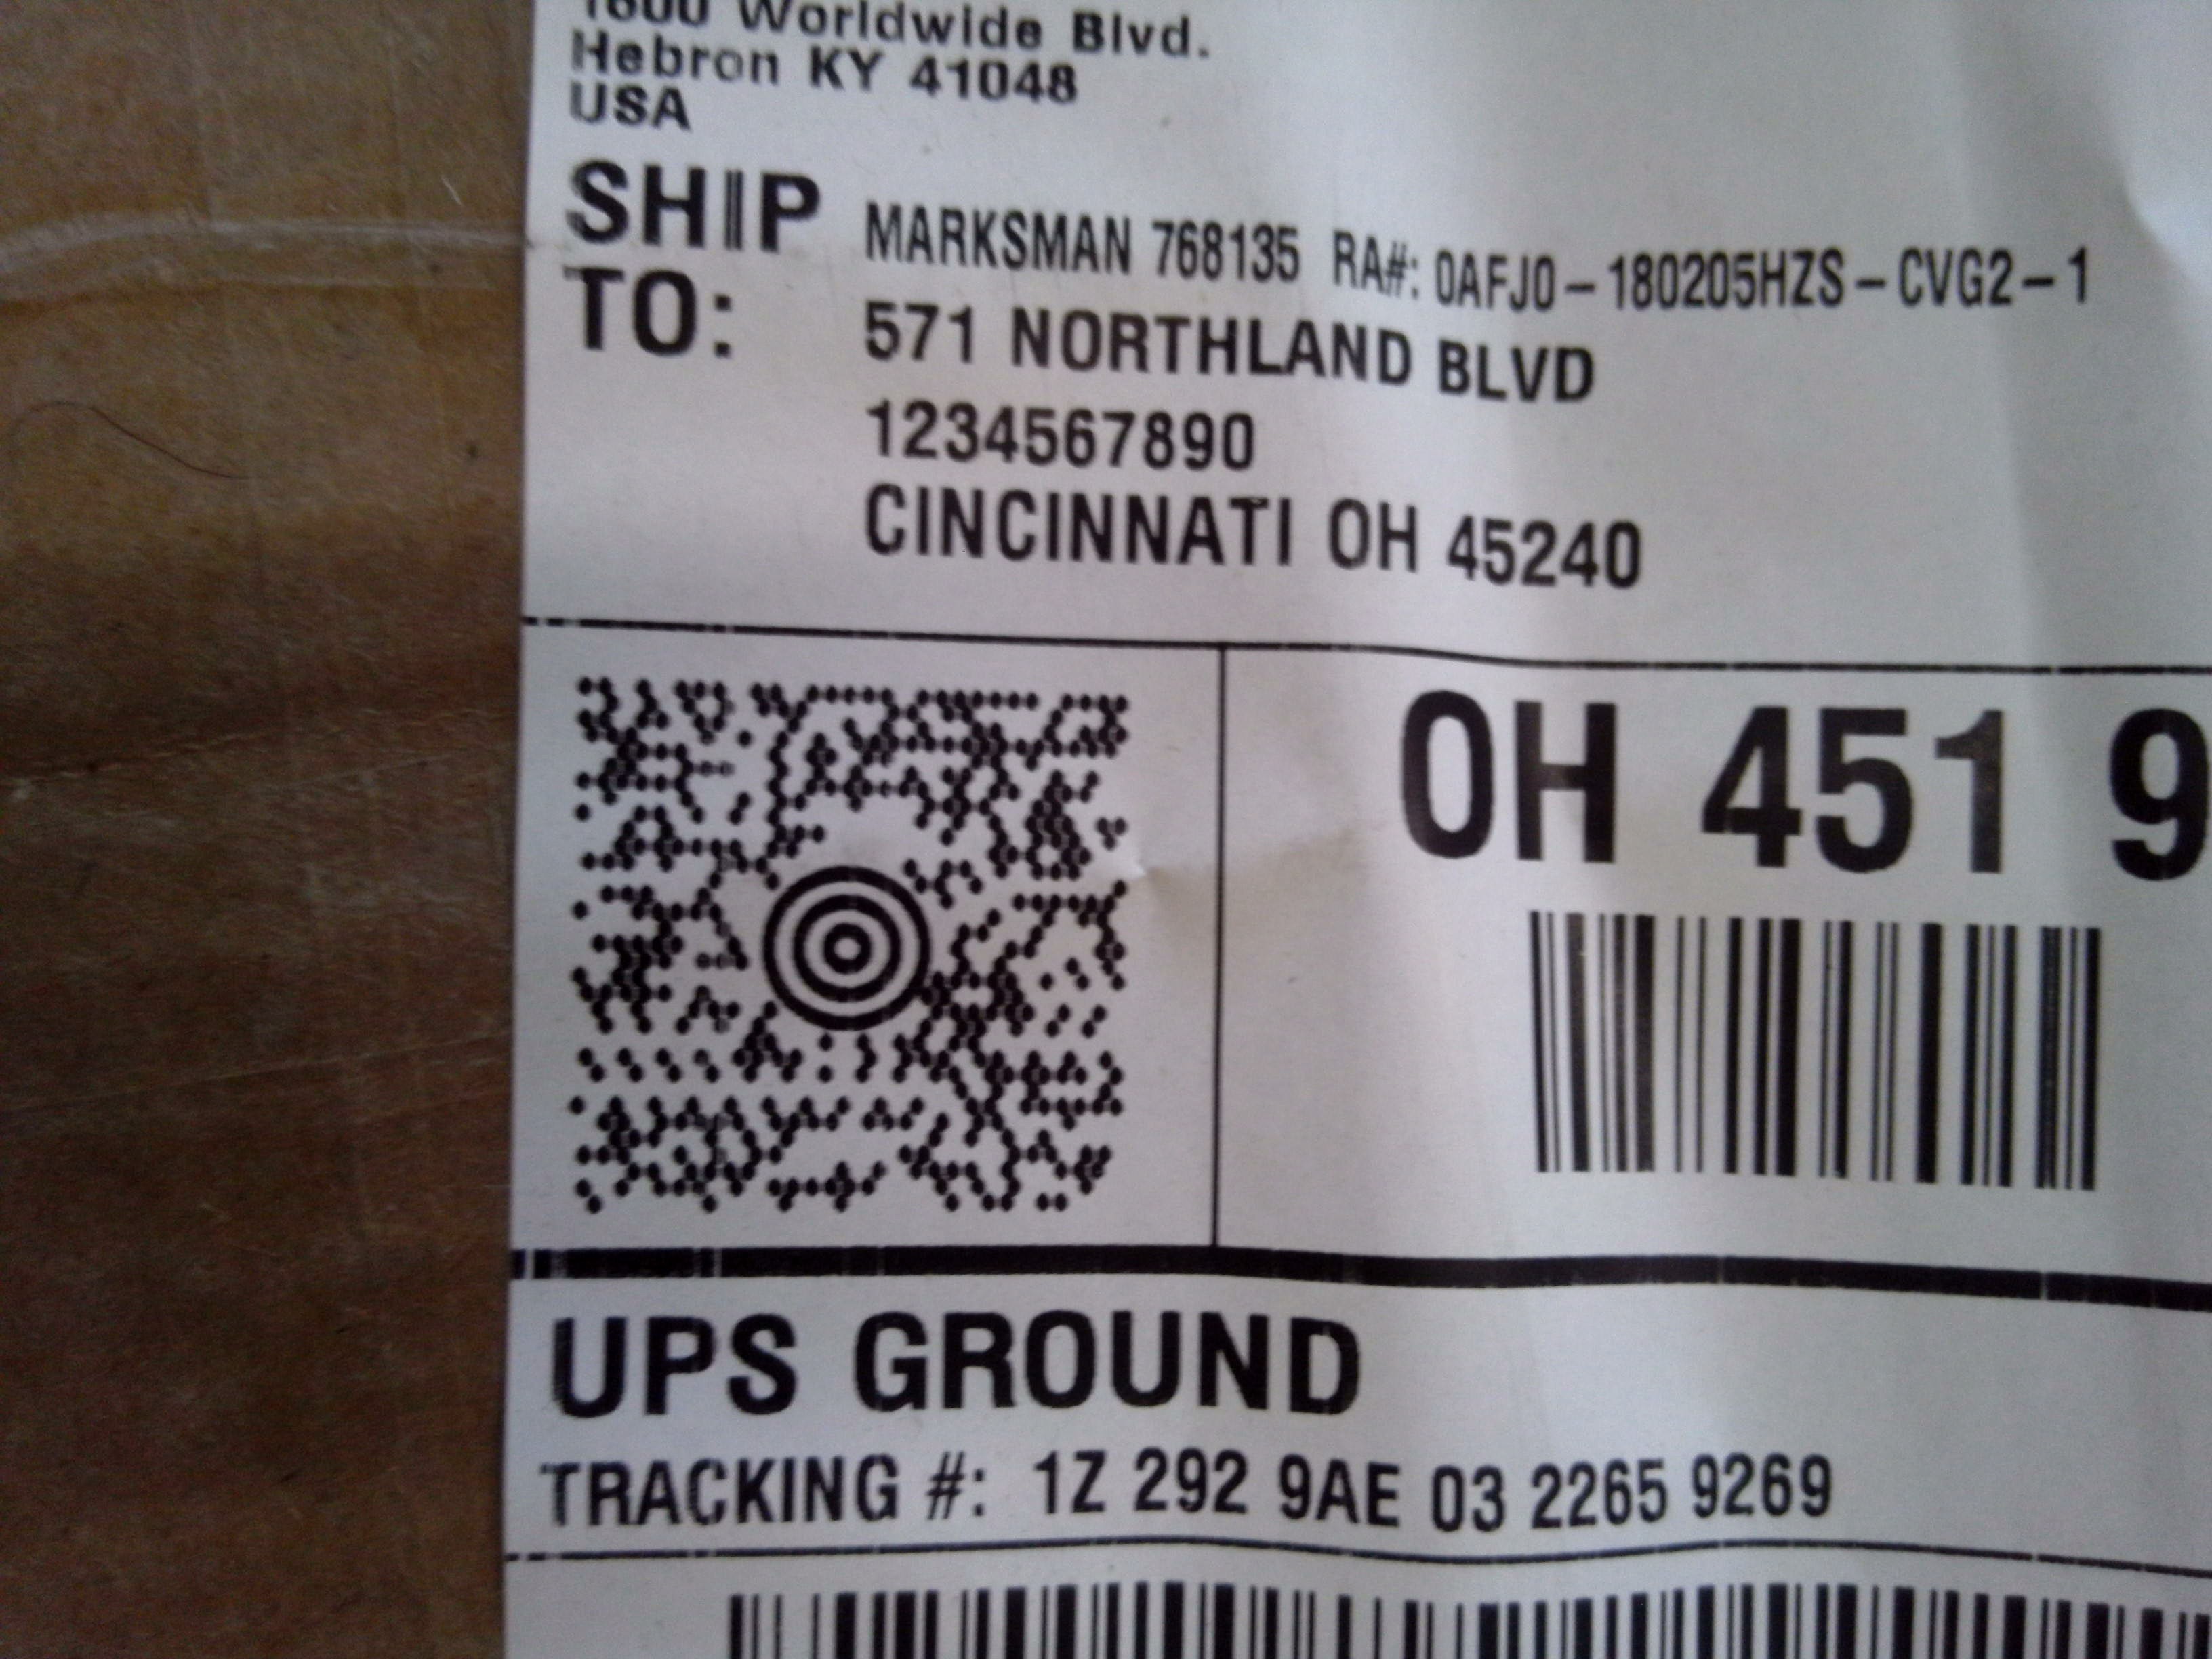 1600 Worldwide Blvd.
Hebron KY 41048
USA
SHIP TO:
MARKSMAN 768135 RA#: 0AFJ0-180205HZS-CVG2-1
571 NORTHLAND BLVD
1234567890
CINCINNATI OH 45240
OH 451 9
UPS GROUND
TRACKING #: 1Z 292 9AE 03 2265 9269